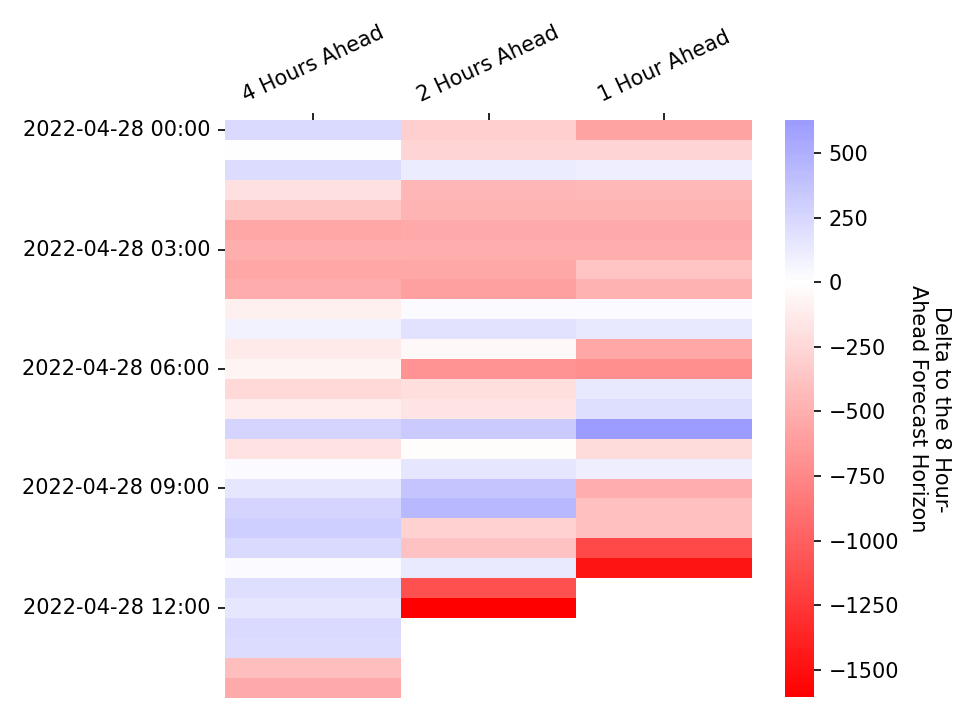 4 Hours Ahead
2 Hours Ahead
1 Hour Ahead
2022-04-28 00:00
2022-04-28 03:00
2022-04-28 06:00
2022-04-28 09:00
2022-04-28 12:00
500
250
0
−250
−500
−750
−1000
−1250
−1500
Delta to the 8 Hour-
Ahead Forecast Horizon